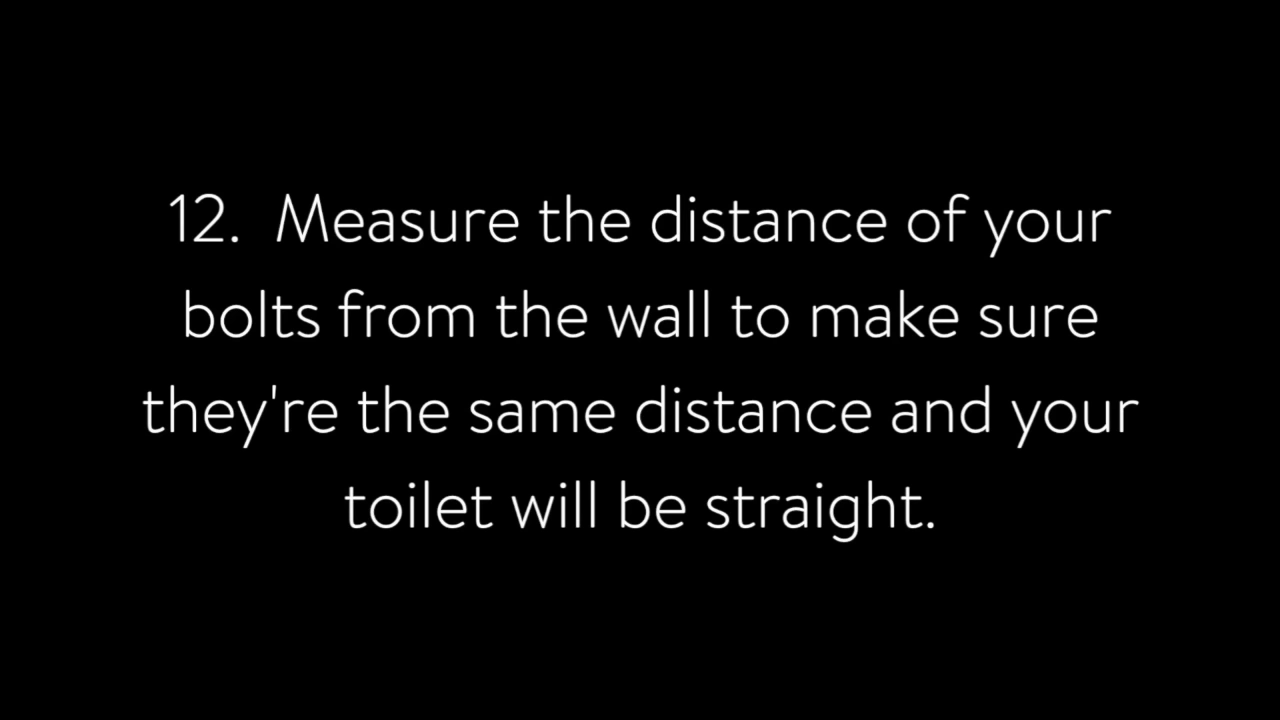 12.  Measure the distance of your
bolts from the wall to make sure
they're the same distance and your
toilet will be straight.